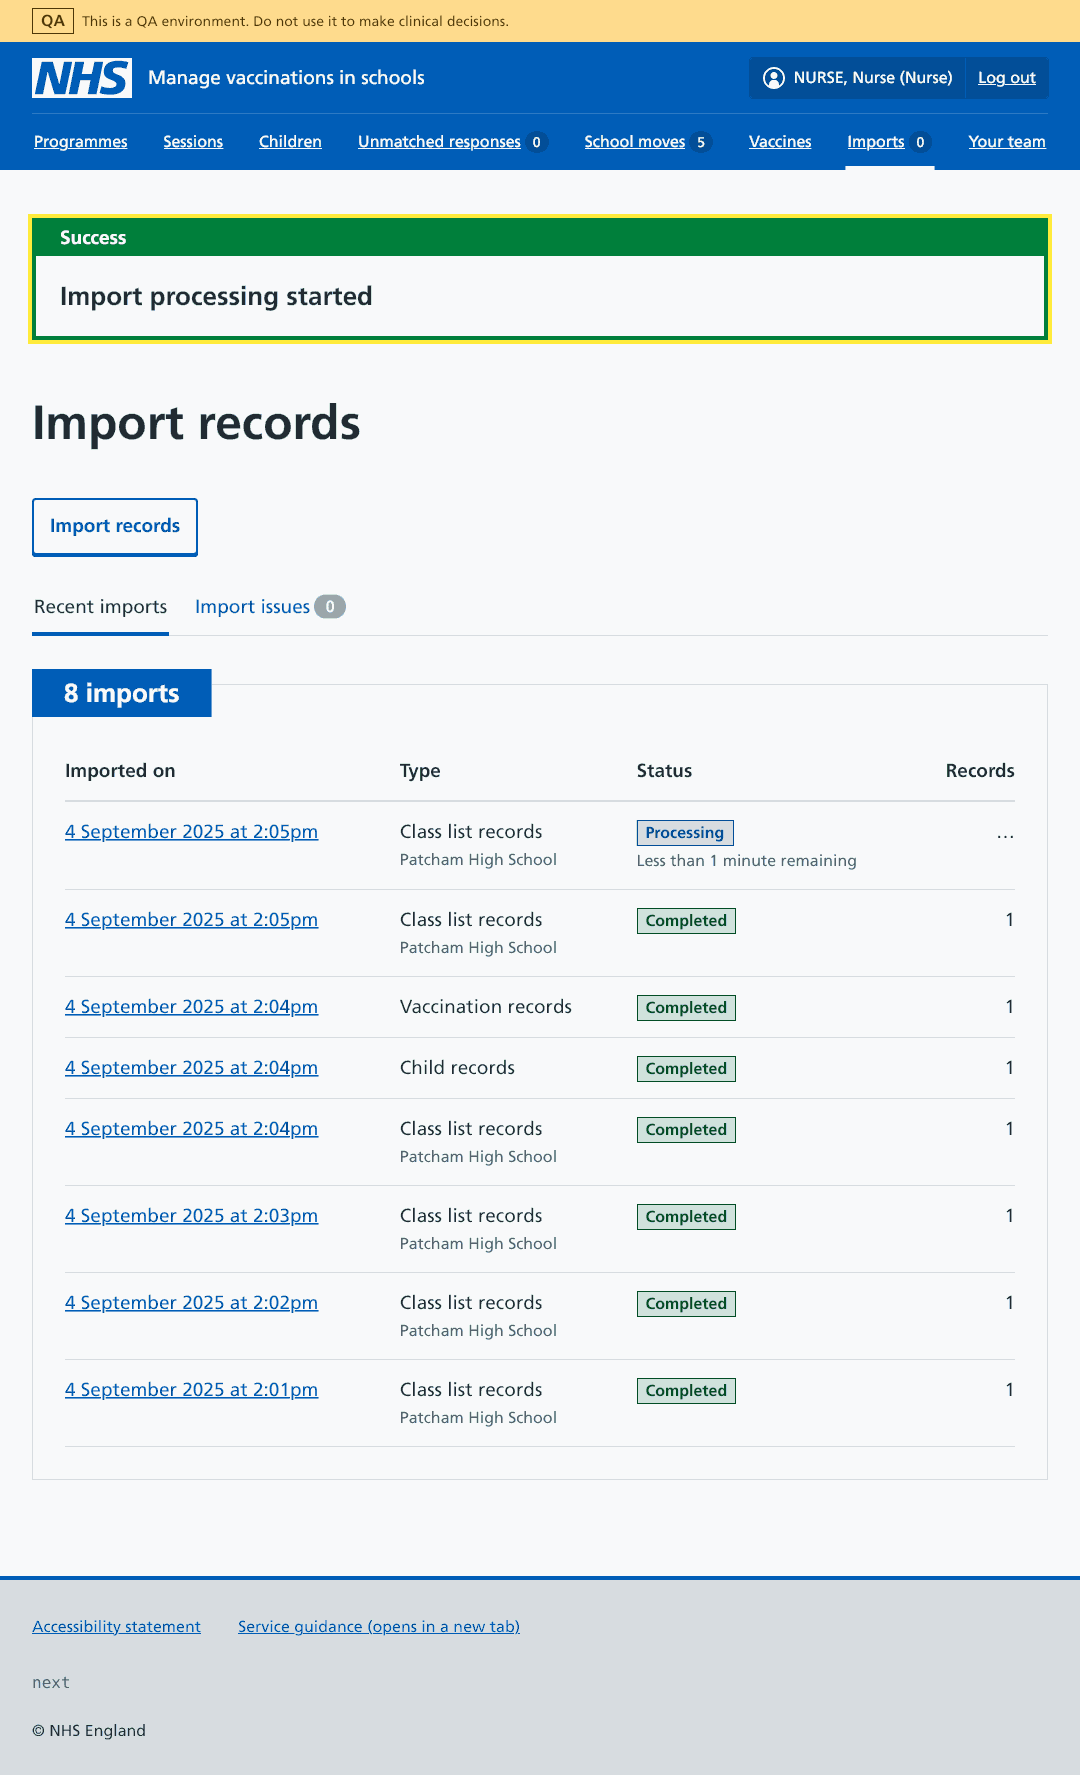 QA This is a QA environment. Do not use it to make clinical decisions.
NHS Manage vaccinations in schools NURSE, Nurse (Nurse) Log out
Programmes Sessions Children Unmatched responses 0 School moves 5 Vaccines Imports 0 Your team
Success
Import processing started
Import records
Import records
Recent imports Import issues 0
8 imports
Imported on Type Status Records
4 September 2025 at 2:05pm Class list records Processing ...
Patcham High School Less than 1 minute remaining
4 September 2025 at 2:05pm Class list records Completed 1
Patcham High School
4 September 2025 at 2:04pm Vaccination records Completed 1
4 September 2025 at 2:04pm Child records Completed 1
4 September 2025 at 2:04pm Class list records Completed 1
Patcham High School
4 September 2025 at 2:03pm Class list records Completed 1
Patcham High School
4 September 2025 at 2:02pm Class list records Completed 1
Patcham High School
4 September 2025 at 2:01pm Class list records Completed 1
Patcham High School
Accessibility statement Service guidance (opens in a new tab)
next
© NHS England